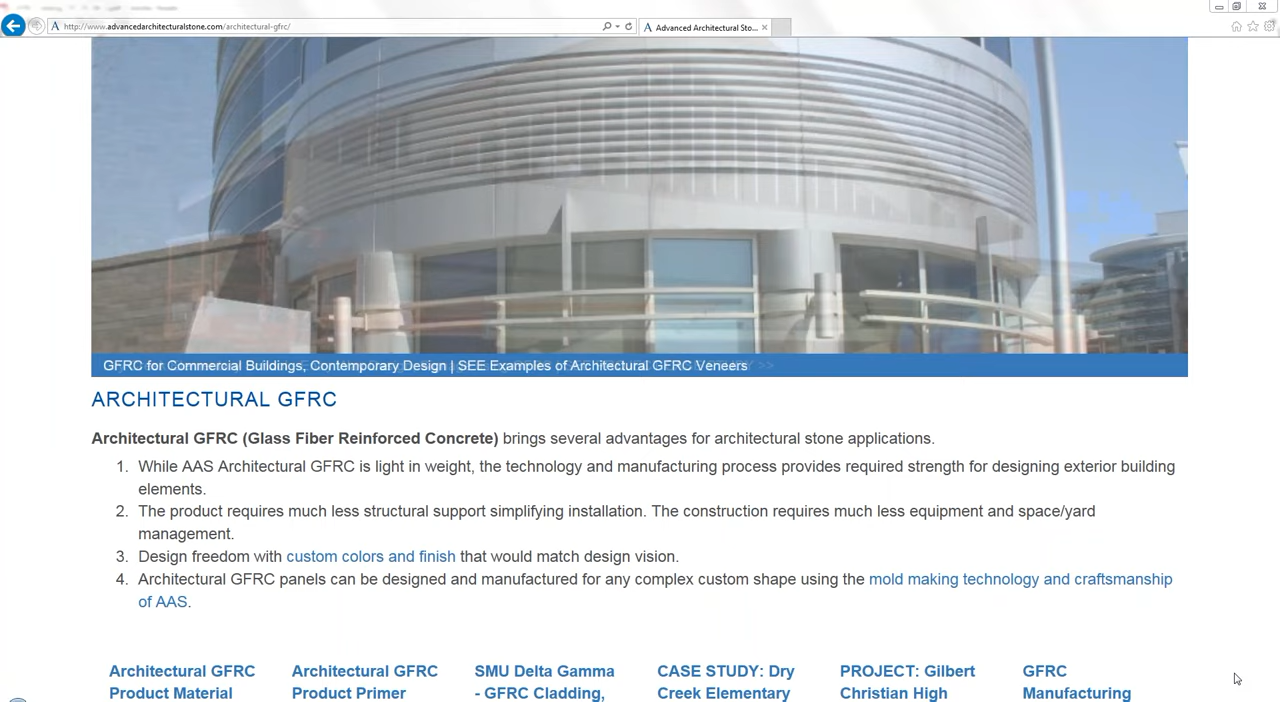 http://www.advancedarchitecturalstone.com/architectural-gfrc/
Advanced Architectural Sto...
GFRC for Commercial Buildings, Contemporary Design | SEE Examples of Architectural GFRC Veneers
ARCHITECTURAL GFRC
Architectural GFRC (Glass Fiber Reinforced Concrete) brings several advantages for architectural stone applications.
1. While AAS Architectural GFRC is light in weight, the technology and manufacturing process provides required strength for designing exterior building
elements.
2. The product requires much less structural support simplifying installation. The construction requires much less equipment and space/yard
management.
3. Design freedom with custom colors and finish that would match design vision.
4. Architectural GFRC panels can be designed and manufactured for any complex custom shape using the mold making technology and craftsmanship
of AAS.
Architectural GFRC
Product Material
Architectural GFRC
Product Primer
SMU Delta Gamma
- GFRC Cladding,
CASE STUDY: Dry
Creek Elementary
PROJECT: Gilbert
Christian High
GFRC
Manufacturing